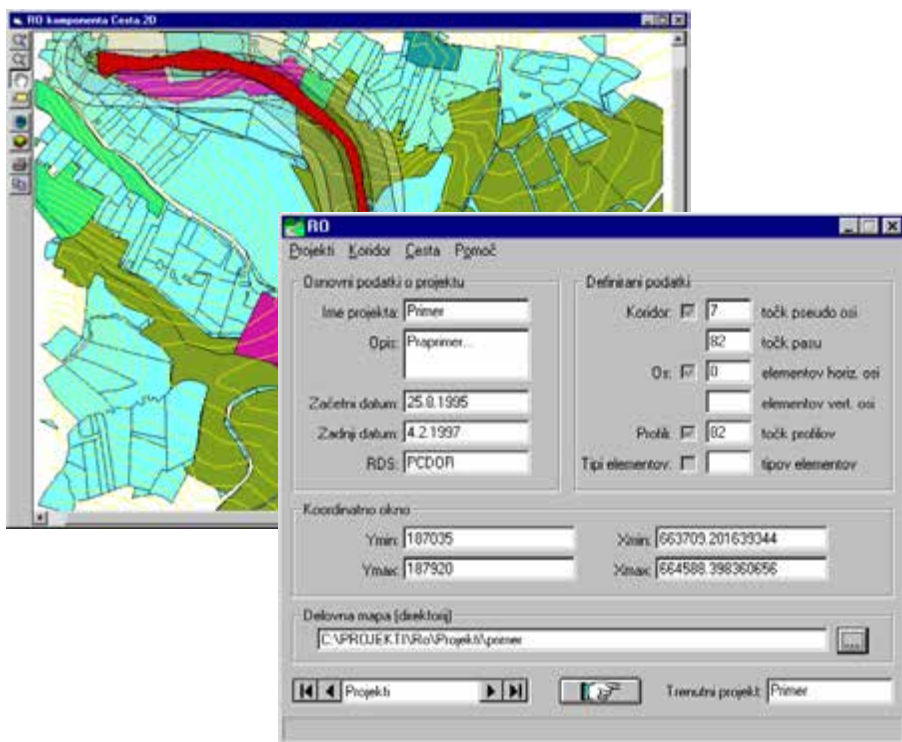 RO komponenta Cesta 2D
RO
Projekti Koridor Cesta Pomoč
Osnovni podatki o projektu
Ime projekta: Primer
Opis: Praprimer...
Začetni datum: 25.8.1995
Zadnji datum: 4.2.1997
RDS: PCDOR
Definirani podatki
Koridor: 7 točk pseudo osi
82 točk pasu
Os: 0 elementov horiz. osi
elementov vert. osi
Profili: 82 točk profilov
Tipi elementov: tipov elementov
Koordinatno okno
Ymin: 187035 Xmin: 663709.201639344
Ymax: 187920 Xmax: 664588.398360656
Delovna mapa (direktorij)
C:\PROJEKTI\Ro\Projekti\primer ...
Projekti Trenutni projekt: Primer